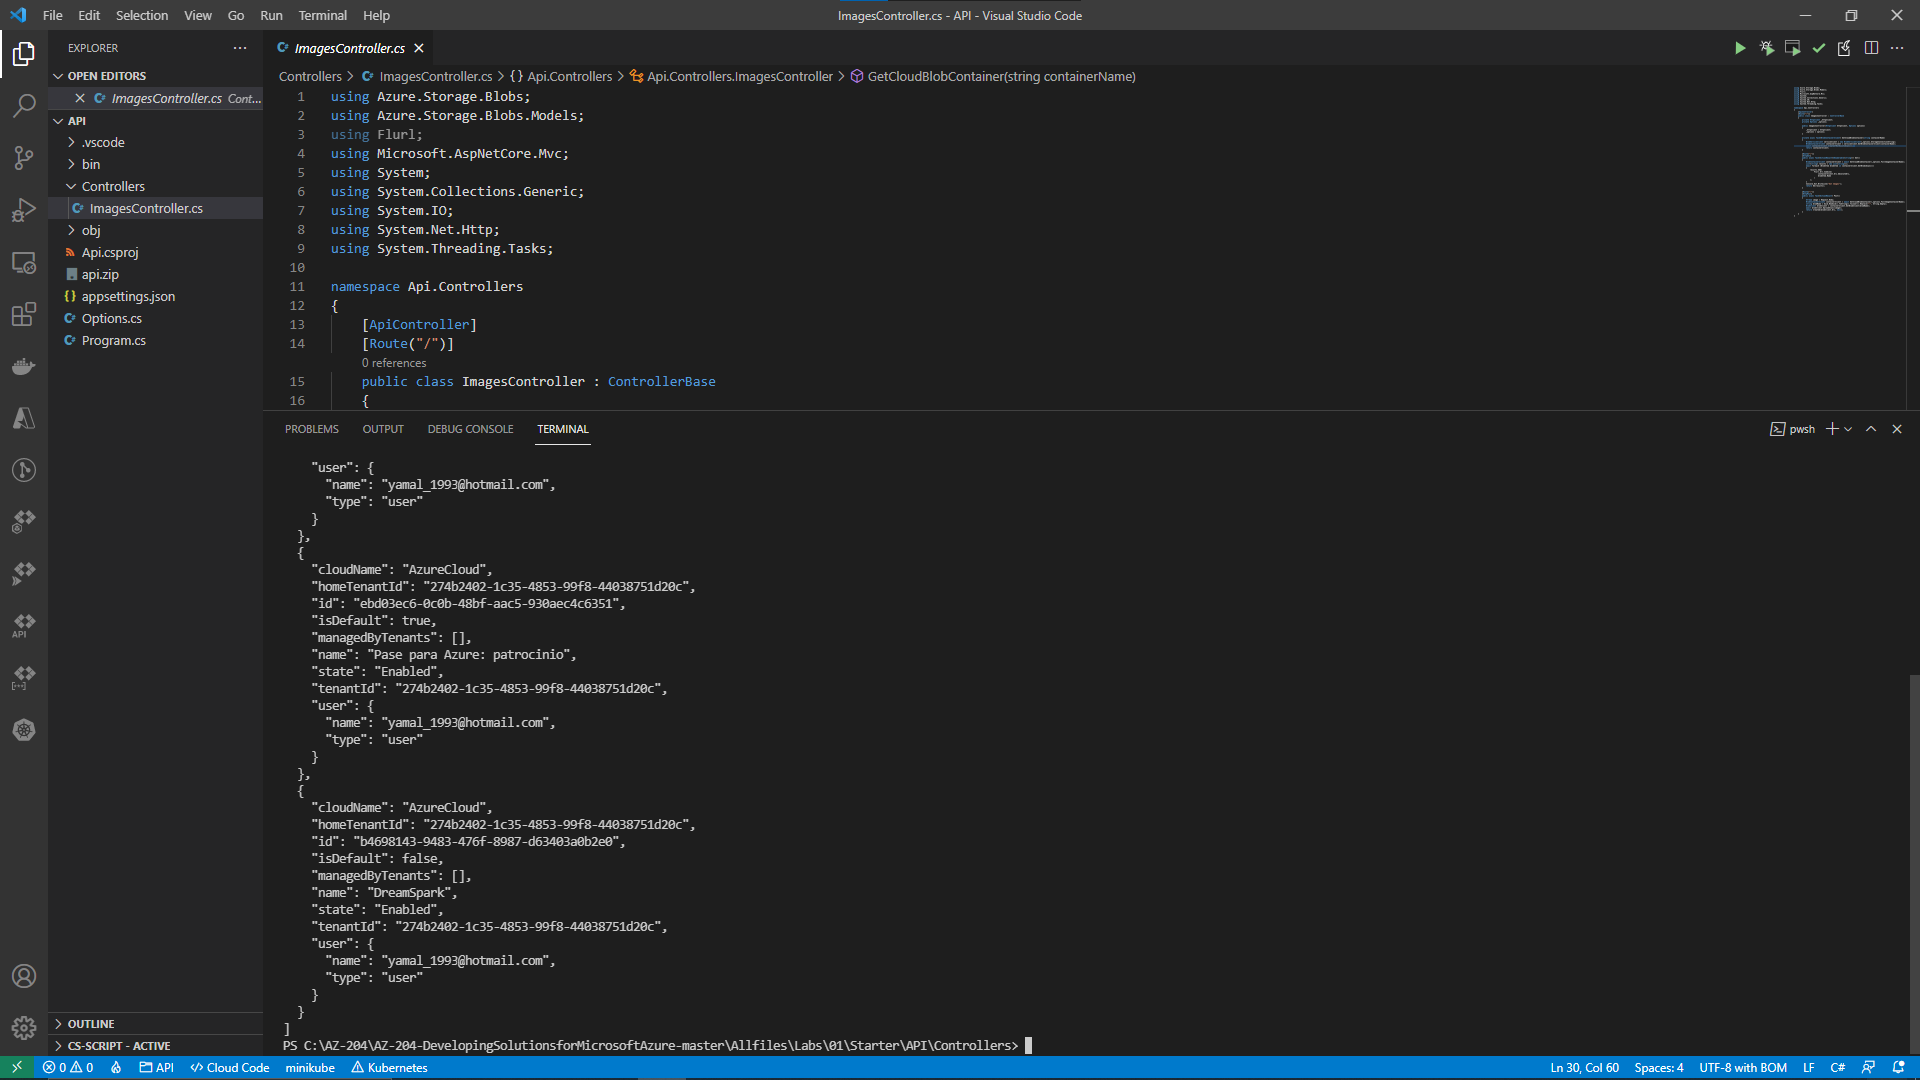 File Edit Selection View Go Run Terminal Help
ImagesController.cs - API - Visual Studio Code
EXPLORER
OPEN EDITORS
ImagesController.cs Cont...
API
.vscode
bin
Controllers
ImagesController.cs
obj
Api.csproj
api.zip
appsettings.json
Options.cs
Program.cs
OUTLINE
CS-SCRIPT - ACTIVE
API
ImagesController.cs
Controllers > ImagesController.cs > {} Api.Controllers > Api.Controllers.ImagesController > GetCloudBlobContainer(string containerName)
1 using Azure.Storage.Blobs;
2 using Azure.Storage.Blobs.Models;
3 using Flurl;
4 using Microsoft.AspNetCore.Mvc;
5 using System;
6 using System.Collections.Generic;
7 using System.IO;
8 using System.Net.Http;
9 using System.Threading.Tasks;
10
11 namespace Api.Controllers
12 {
13 [ApiController]
14 [Route("/")]
0 references
15 public class ImagesController : ControllerBase
16 {
PROBLEMS OUTPUT DEBUG CONSOLE TERMINAL
pwsh
"user": {
"name": "yamal_1993@hotmail.com",
"type": "user"
}
},
{
"cloudName": "AzureCloud",
"homeTenantId": "274b2402-1c35-4853-99f8-44038751d20c",
"id": "ebd03ec6-0c0b-48bf-aac5-930aec4c6351",
"isDefault": true,
"managedByTenants": [],
"name": "Pase para Azure: patrocinio",
"state": "Enabled",
"tenantId": "274b2402-1c35-4853-99f8-44038751d20c",
"user": {
"name": "yamal_1993@hotmail.com",
"type": "user"
}
},
{
"cloudName": "AzureCloud",
"homeTenantId": "274b2402-1c35-4853-99f8-44038751d20c",
"id": "b4698143-9483-476f-8987-d63403a0b2e0",
"isDefault": false,
"managedByTenants": [],
"name": "DreamSpark",
"state": "Enabled",
"tenantId": "274b2402-1c35-4853-99f8-44038751d20c",
"user": {
"name": "yamal_1993@hotmail.com",
"type": "user"
}
}
]
PS C:\AZ-204\AZ-204-DevelopingSolutionsforMicrosoftAzure-master\Allfiles\Labs\01\Starter\API\Controllers>
0 0 API Cloud Code minikube Kubernetes
Ln 30, Col 60 Spaces: 4 UTF-8 with BOM LF C#